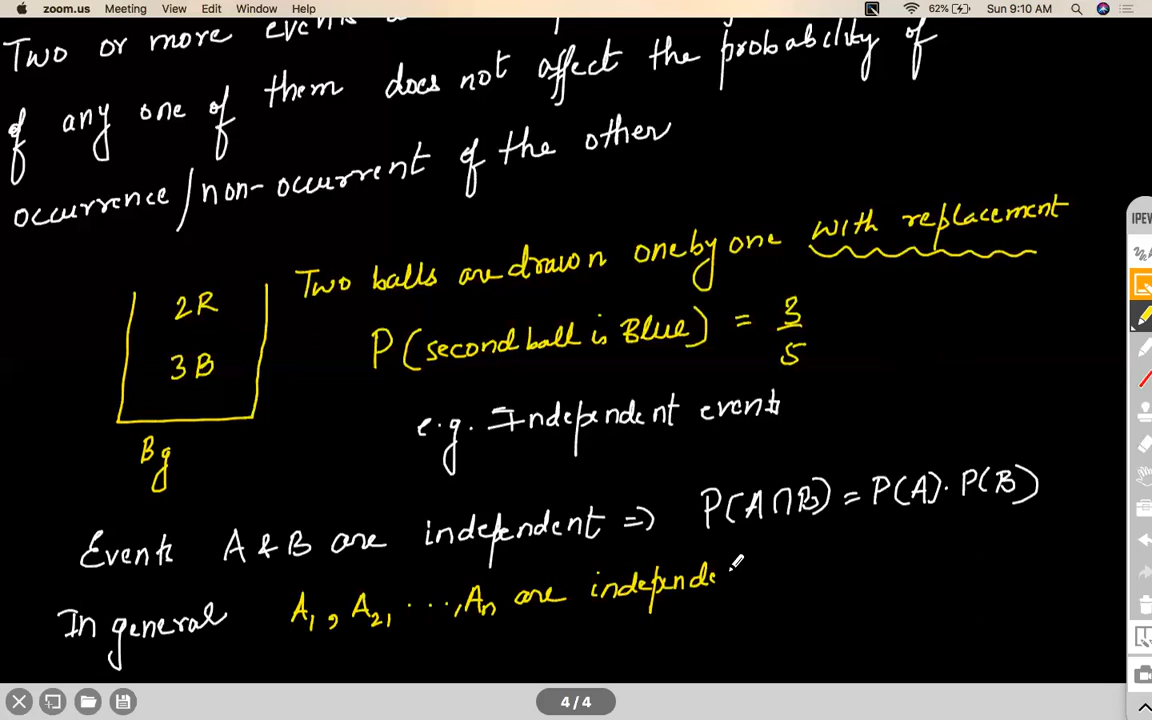 zoom.us Meeting View Edit Window Help 62% Sun 9:10 AM
Two or more
of any one of them does not affect the probability of
occurrence/non-occurrent of the other
Two balls are drawn one by one with replacement
2R
3B
P(second ball is Blue) = 3/5
e.g. Independent events
Bg
Events A & B are independent => P(A∩B) = P(A). P(B)
In general A1, A2, ..., An are independe
4/4
IPEV